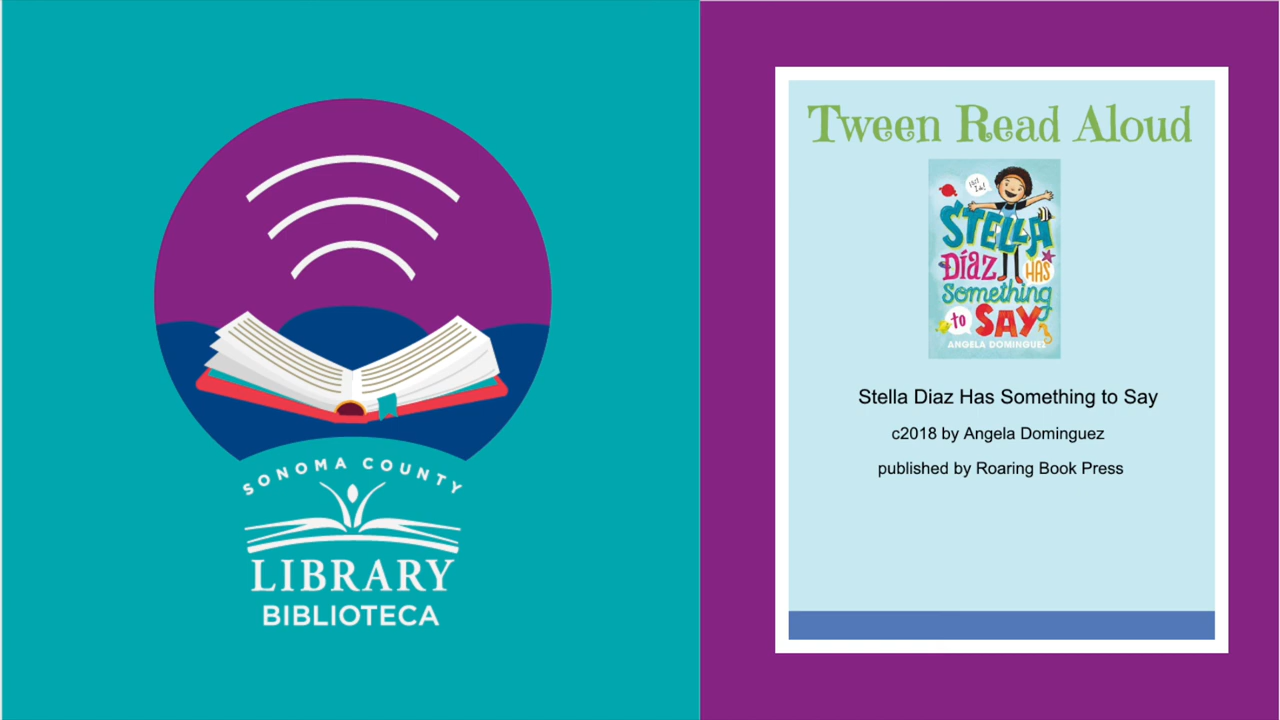 SONOMA COUNTY
LIBRARY
BIBLIOTECA
Tween Read Aloud
STELLA
Díaz HAS
Something
to SAY
ANGELA DOMINGUEZ
Stella Diaz Has Something to Say
c2018 by Angela Dominguez
published by Roaring Book Press